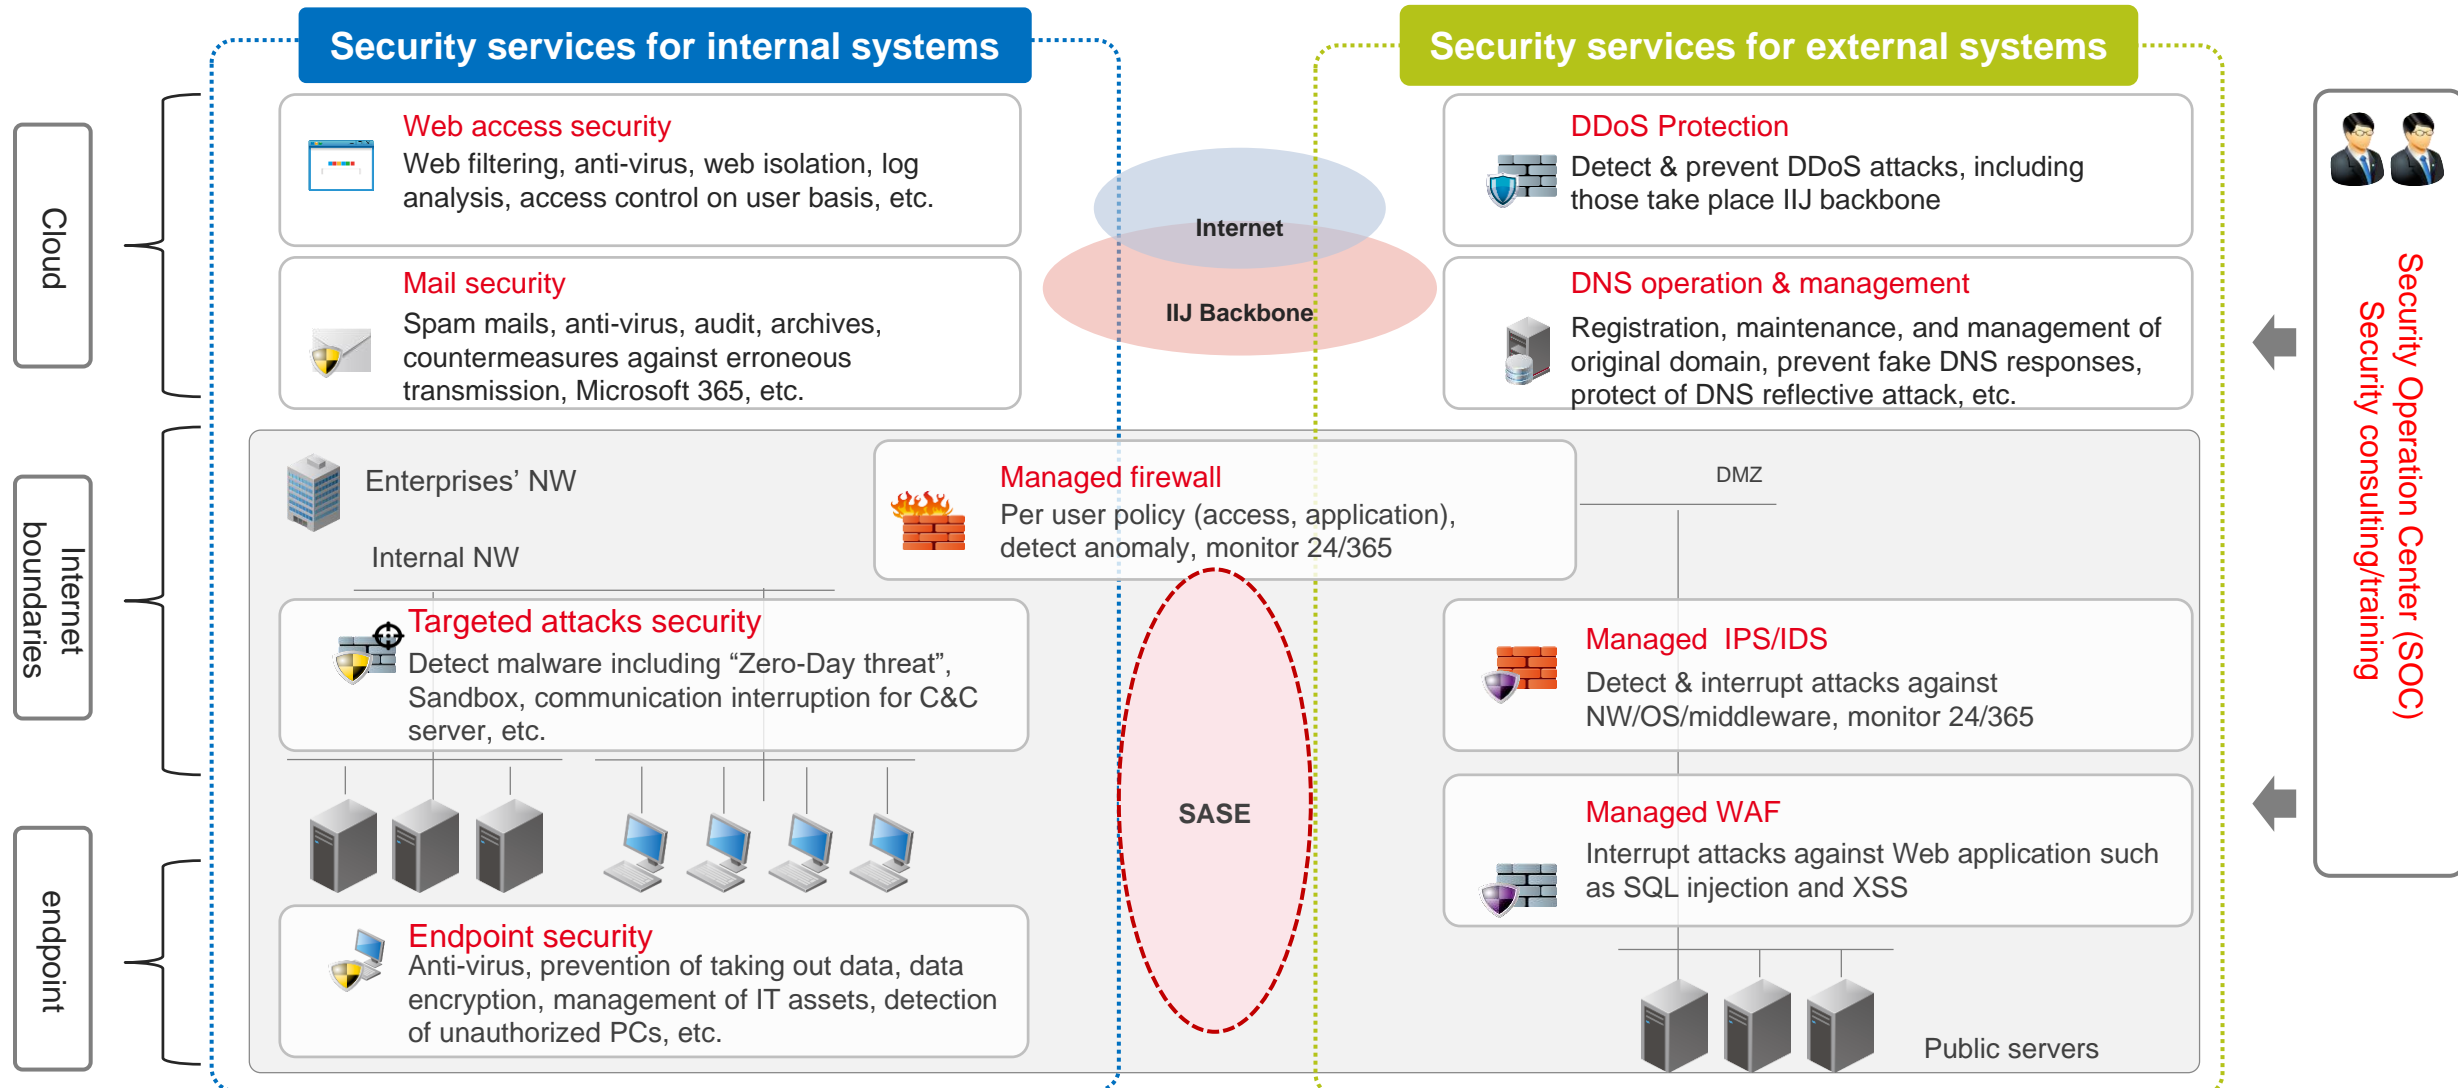 Security services for internal systems
Security services for external systems
Cloud
Web access security
Web filtering, anti-virus, web isolation, log
analysis, access control on user basis, etc.
Mail security
Spam mails, anti-virus, audit, archives,
countermeasures against erroneous
transmission, Microsoft 365, etc.
Internet
IIJ Backbone
DDoS Protection
Detect & prevent DDoS attacks, including
those take place IIJ backbone
DNS operation & management
Registration, maintenance, and management of
original domain, prevent fake DNS responses,
protect of DNS reflective attack, etc.
Security Operation Center (SOC)
Security consulting/training
Internet
boundaries
Enterprises’ NW
Internal NW
Managed firewall
Per user policy (access, application),
detect anomaly, monitor 24/365
DMZ
Targeted attacks security
Detect malware including “Zero-Day threat”,
Sandbox, communication interruption for C&C
server, etc.
Managed  IPS/IDS
Detect & interrupt attacks against
NW/OS/middleware, monitor 24/365
SASE
Managed WAF
Interrupt attacks against Web application such
as SQL injection and XSS
endpoint
Endpoint security
Anti-virus, prevention of taking out data, data
encryption, management of IT assets, detection
of unauthorized PCs, etc.
Public servers